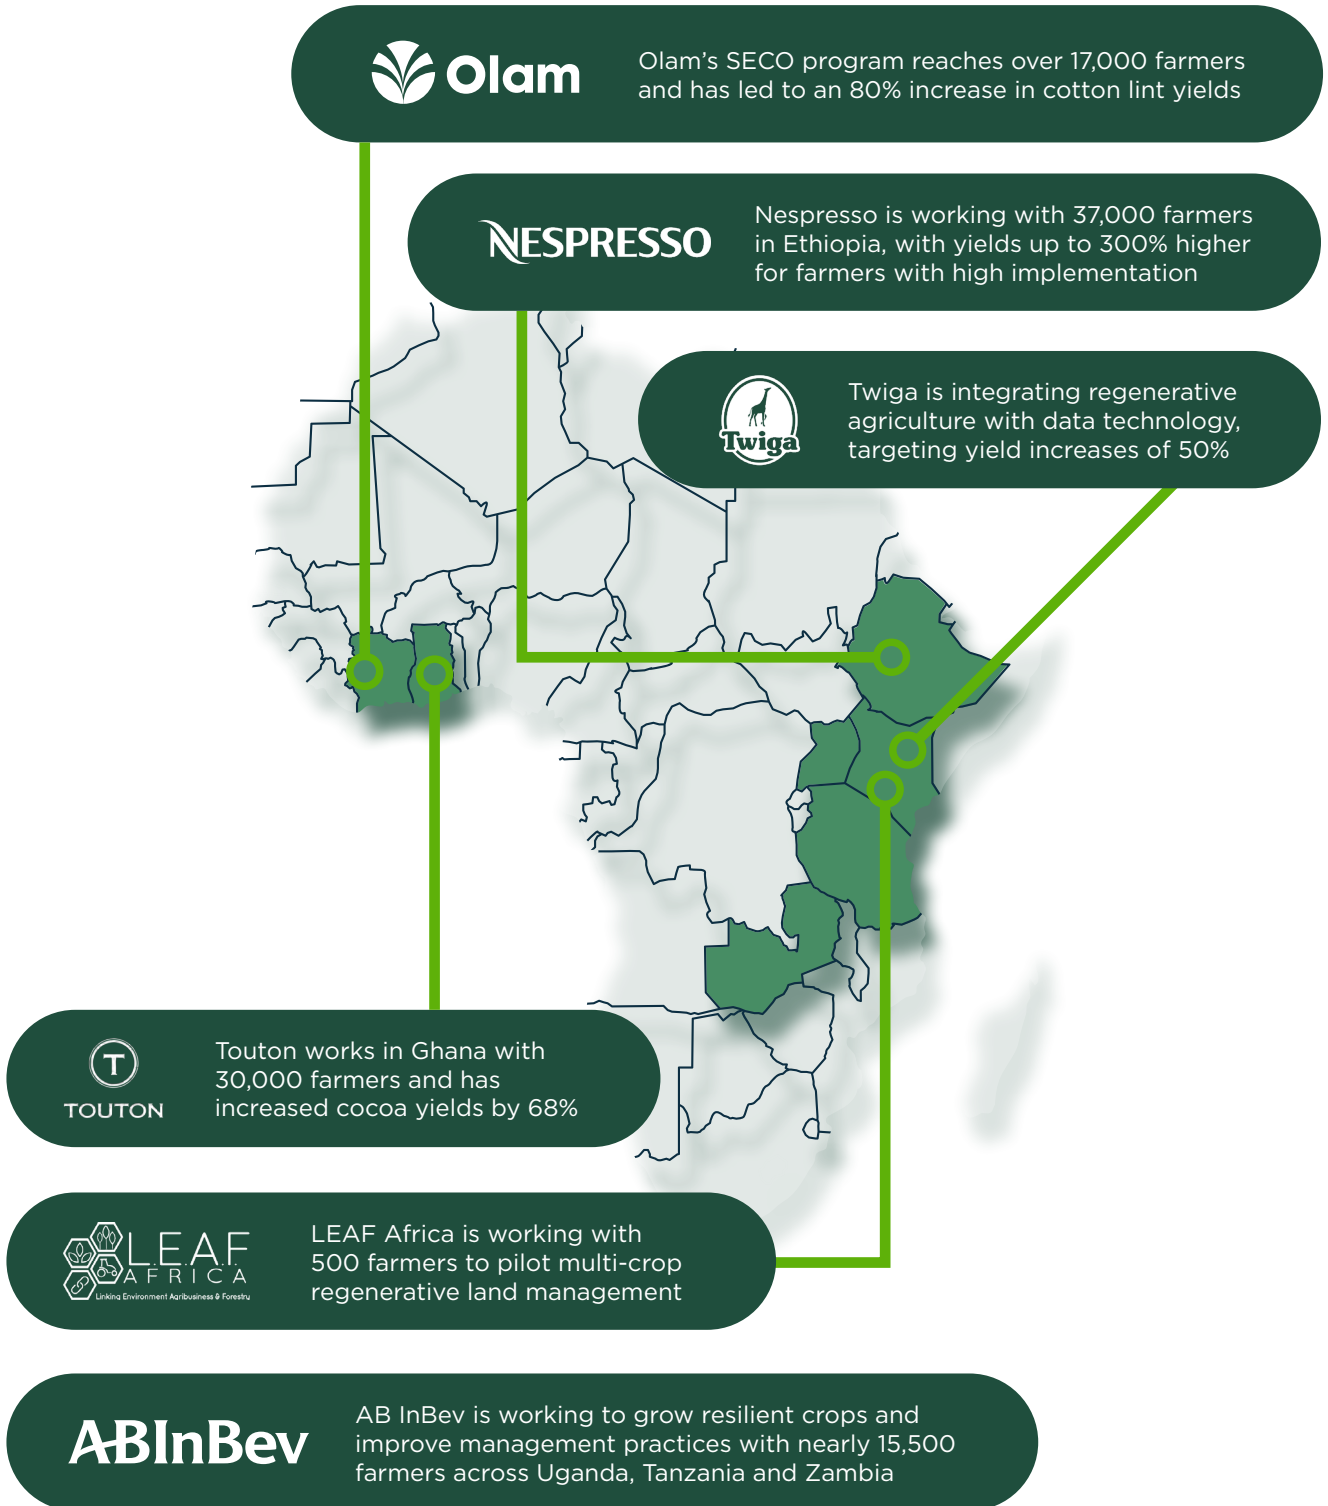 Olam
Olam’s SECO program reaches over 17,000 farmers
and has led to an 80% increase in cotton lint yields
NESPRESSO
Nespresso is working with 37,000 farmers
in Ethiopia, with yields up to 300% higher
for farmers with high implementation
Twiga
Twiga is integrating regenerative
agriculture with data technology,
targeting yield increases of 50%
T
TOUTON
Touton works in Ghana with
30,000 farmers and has
increased cocoa yields by 68%
L.E.A.F
AFRICA
Linking Environment Agribusiness & Forestry
LEAF Africa is working with
500 farmers to pilot multi-crop
regenerative land management
ABInBev
AB InBev is working to grow resilient crops and
improve management practices with nearly 15,500
farmers across Uganda, Tanzania and Zambia